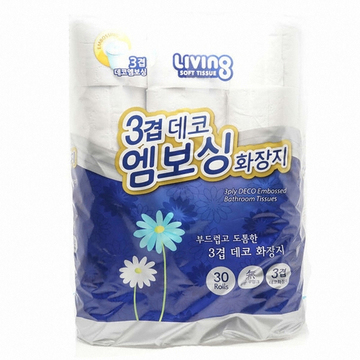 3겹
데코엠보싱
LIVING
SOFT TISSUE
3겹 데코
엠보싱 화장지
3ply DECO Embossed
Bathroom Tissues
부드럽고 도톰한
3겹 데코 화장지
30
Rolls
無
3겹